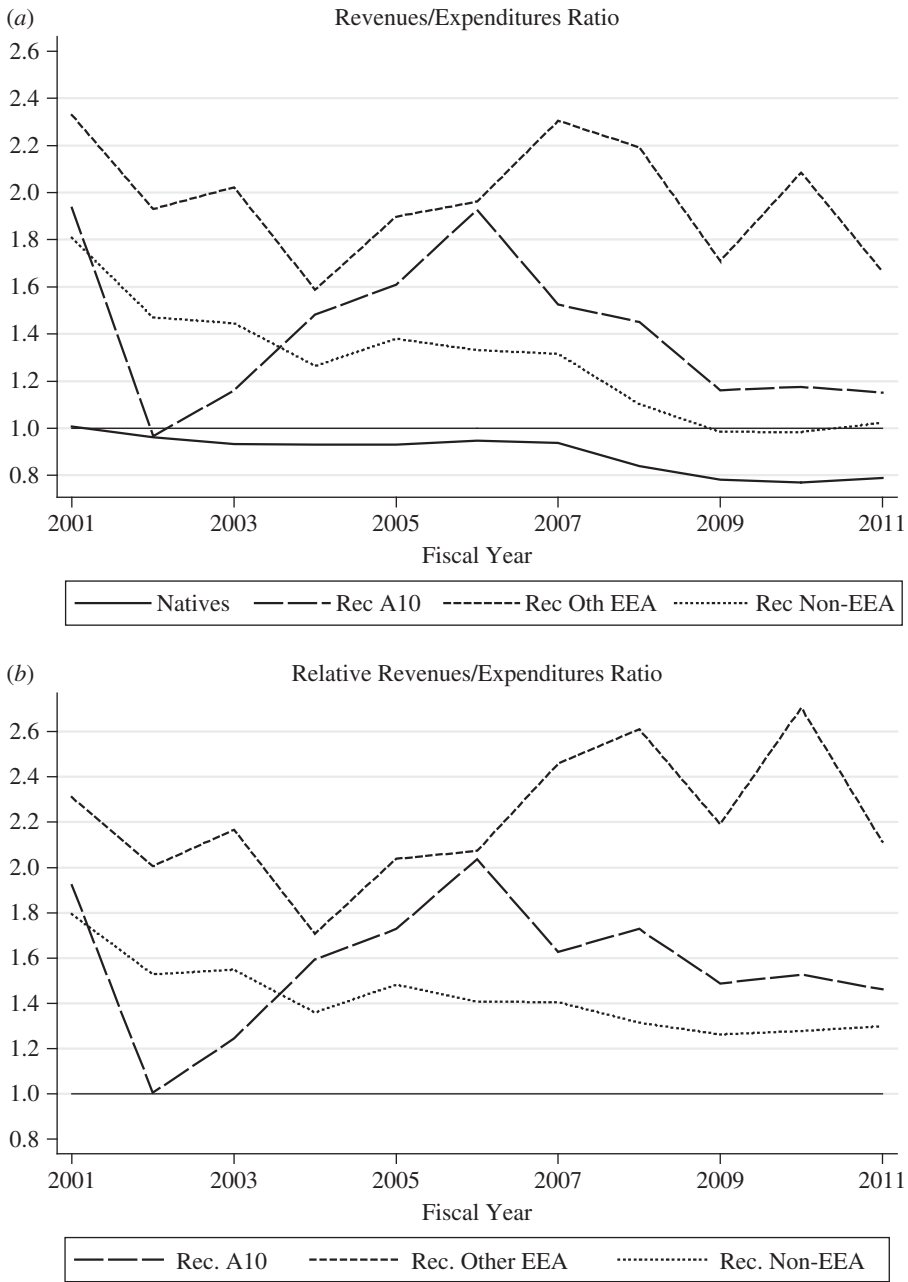 (a) Revenues/Expenditures Ratio
2.6
2.4
2.2
2.0
1.8
1.6
1.4
1.2
1.0
0.8
2001 2003 2005 2007 2009 2011
Fiscal Year
Natives Rec A10 Rec Oth EEA Rec Non-EEA
(b) Relative Revenues/Expenditures Ratio
2.6
2.4
2.2
2.0
1.8
1.6
1.4
1.2
1.0
0.8
2001 2003 2005 2007 2009 2011
Fiscal Year
Rec. A10 Rec. Other EEA Rec. Non-EEA